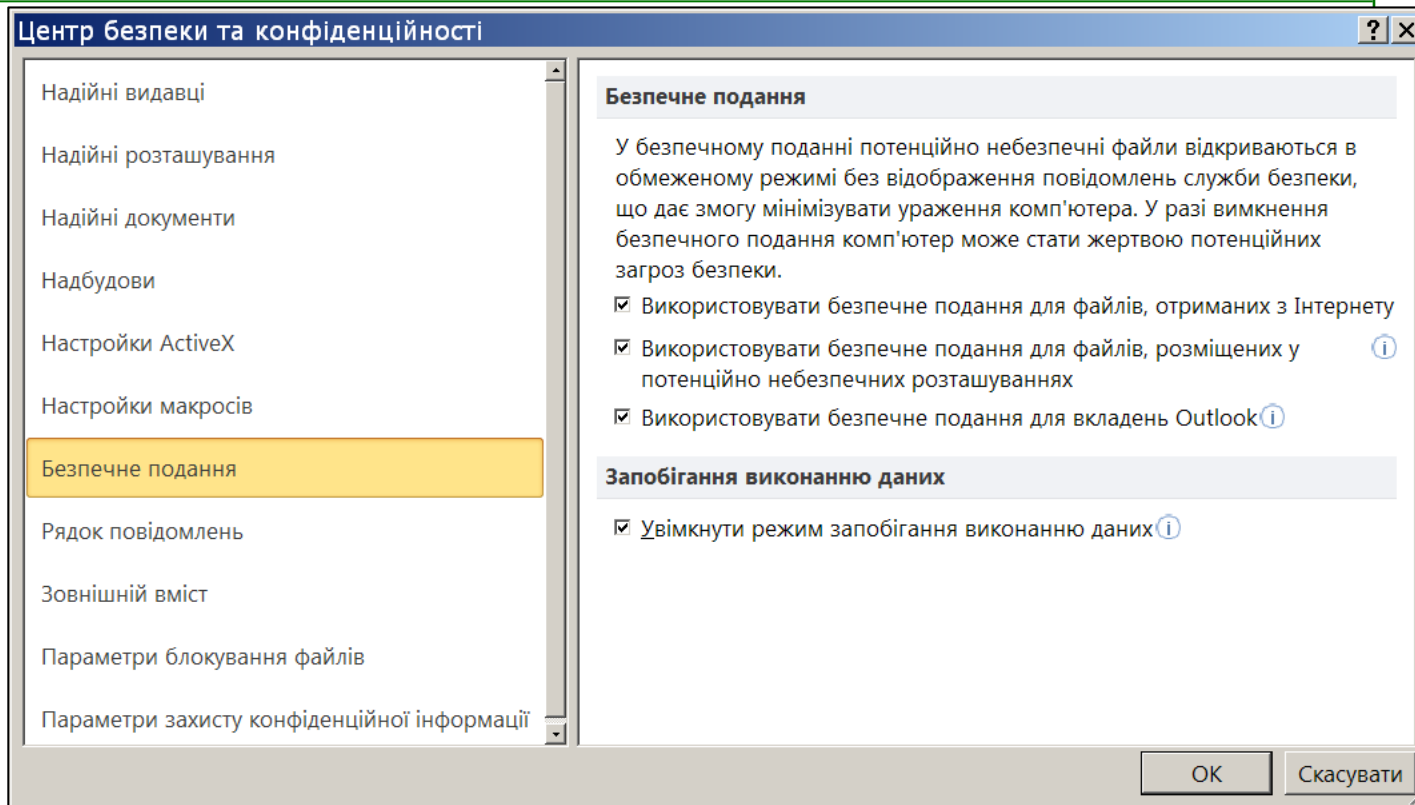 Центр безпеки та конфіденційності
Надійні видавці
Надійні розташування
Надійні документи
Надбудови
Настройки ActiveX
Настройки макросів
Безпечне подання
Рядок повідомлень
Зовнішній вміст
Параметри блокування файлів
Параметри захисту конфіденційної інформації
Безпечне подання
У безпечному поданні потенційно небезпечні файли відкриваються в
обмеженому режимі без відображення повідомлень служби безпеки,
що дає змогу мінімізувати ураження комп'ютера. У разі вимкнення
безпечного подання комп'ютер може стати жертвою потенційних
загроз безпеки.
Використовувати безпечне подання для файлів, отриманих з Інтернету
Використовувати безпечне подання для файлів, розміщених у
потенційно небезпечних розташуваннях
Використовувати безпечне подання для вкладень Outlook
Запобігання виконанню даних
Увімкнути режим запобігання виконанню даних
ОК
Скасувати